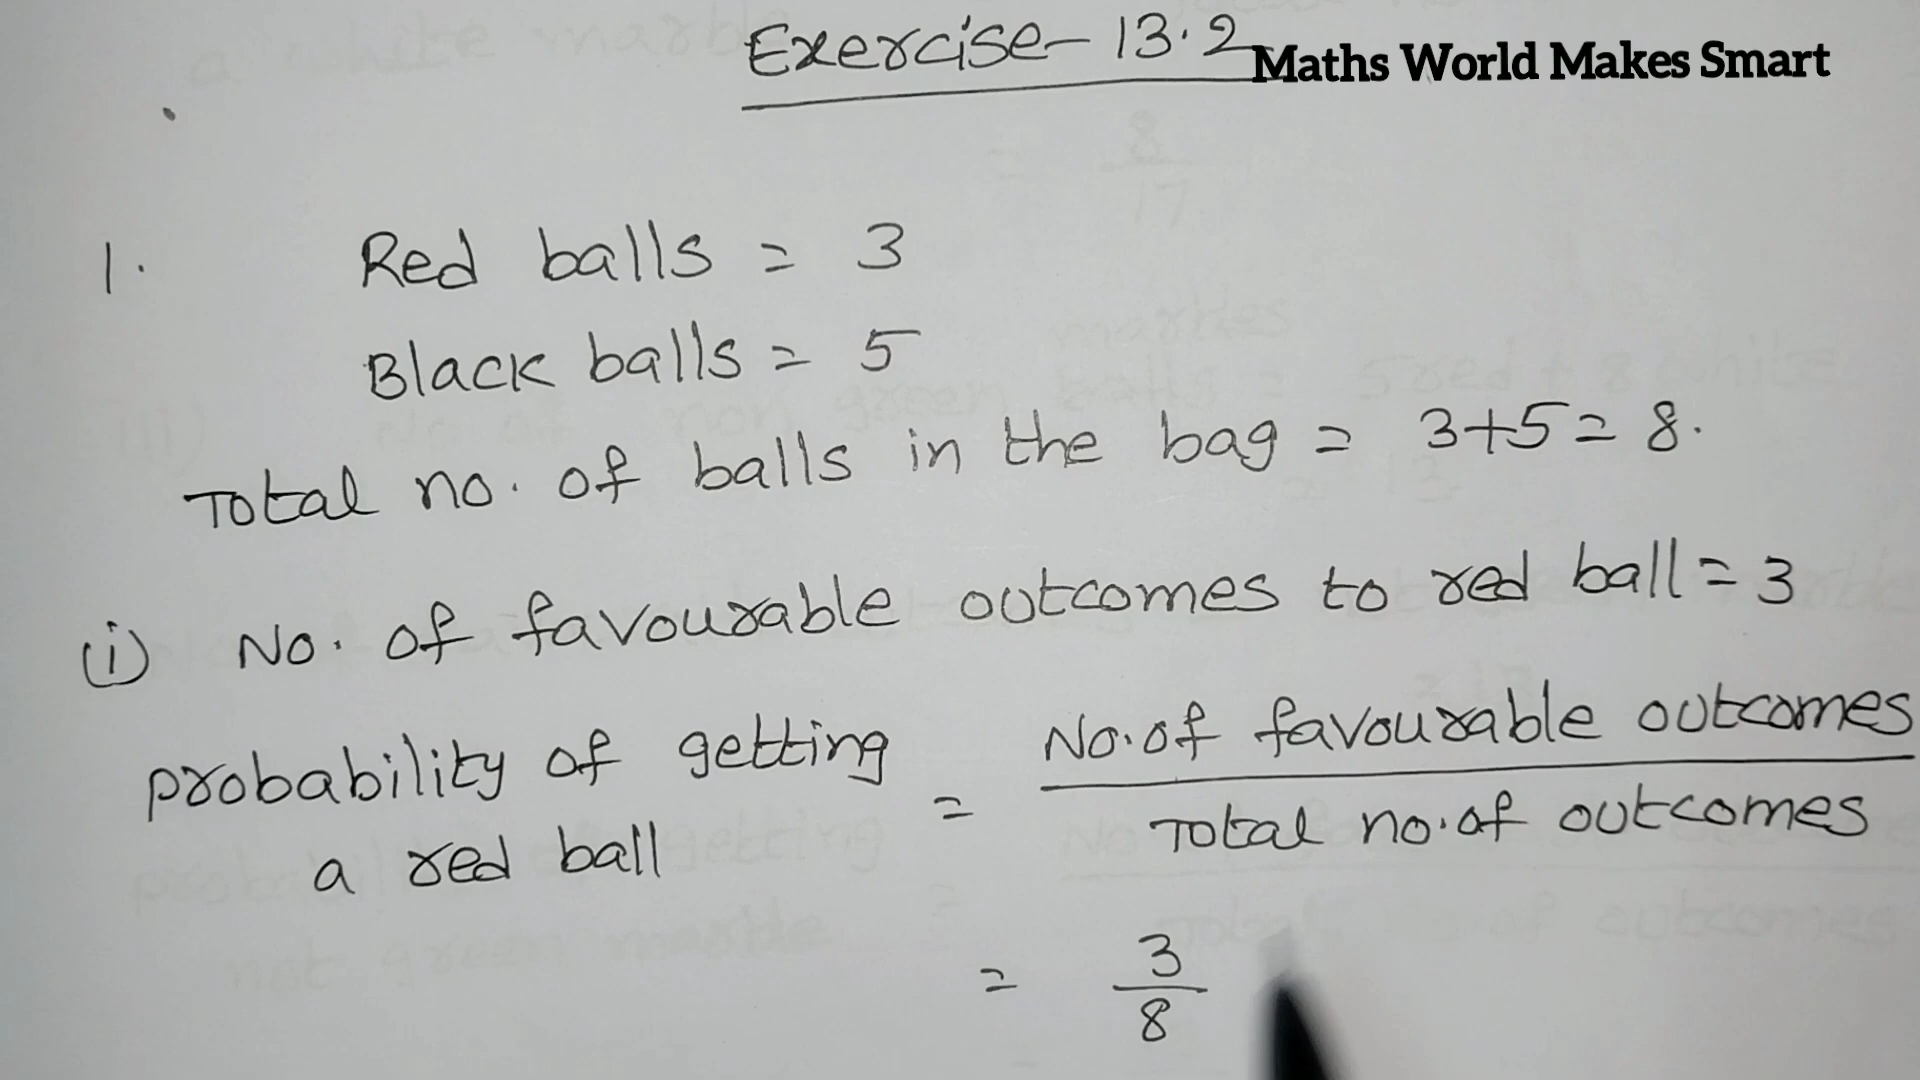 Exercise- 13.2
Maths World Makes Smart
1. Red balls = 3
Black balls = 5
Total no. of balls in the bag = 3+5 = 8.
(i) No. of favourable outcomes to red ball = 3
probability of getting a red ball = No. of favourable outcomes / Total no. of outcomes
= 3/8